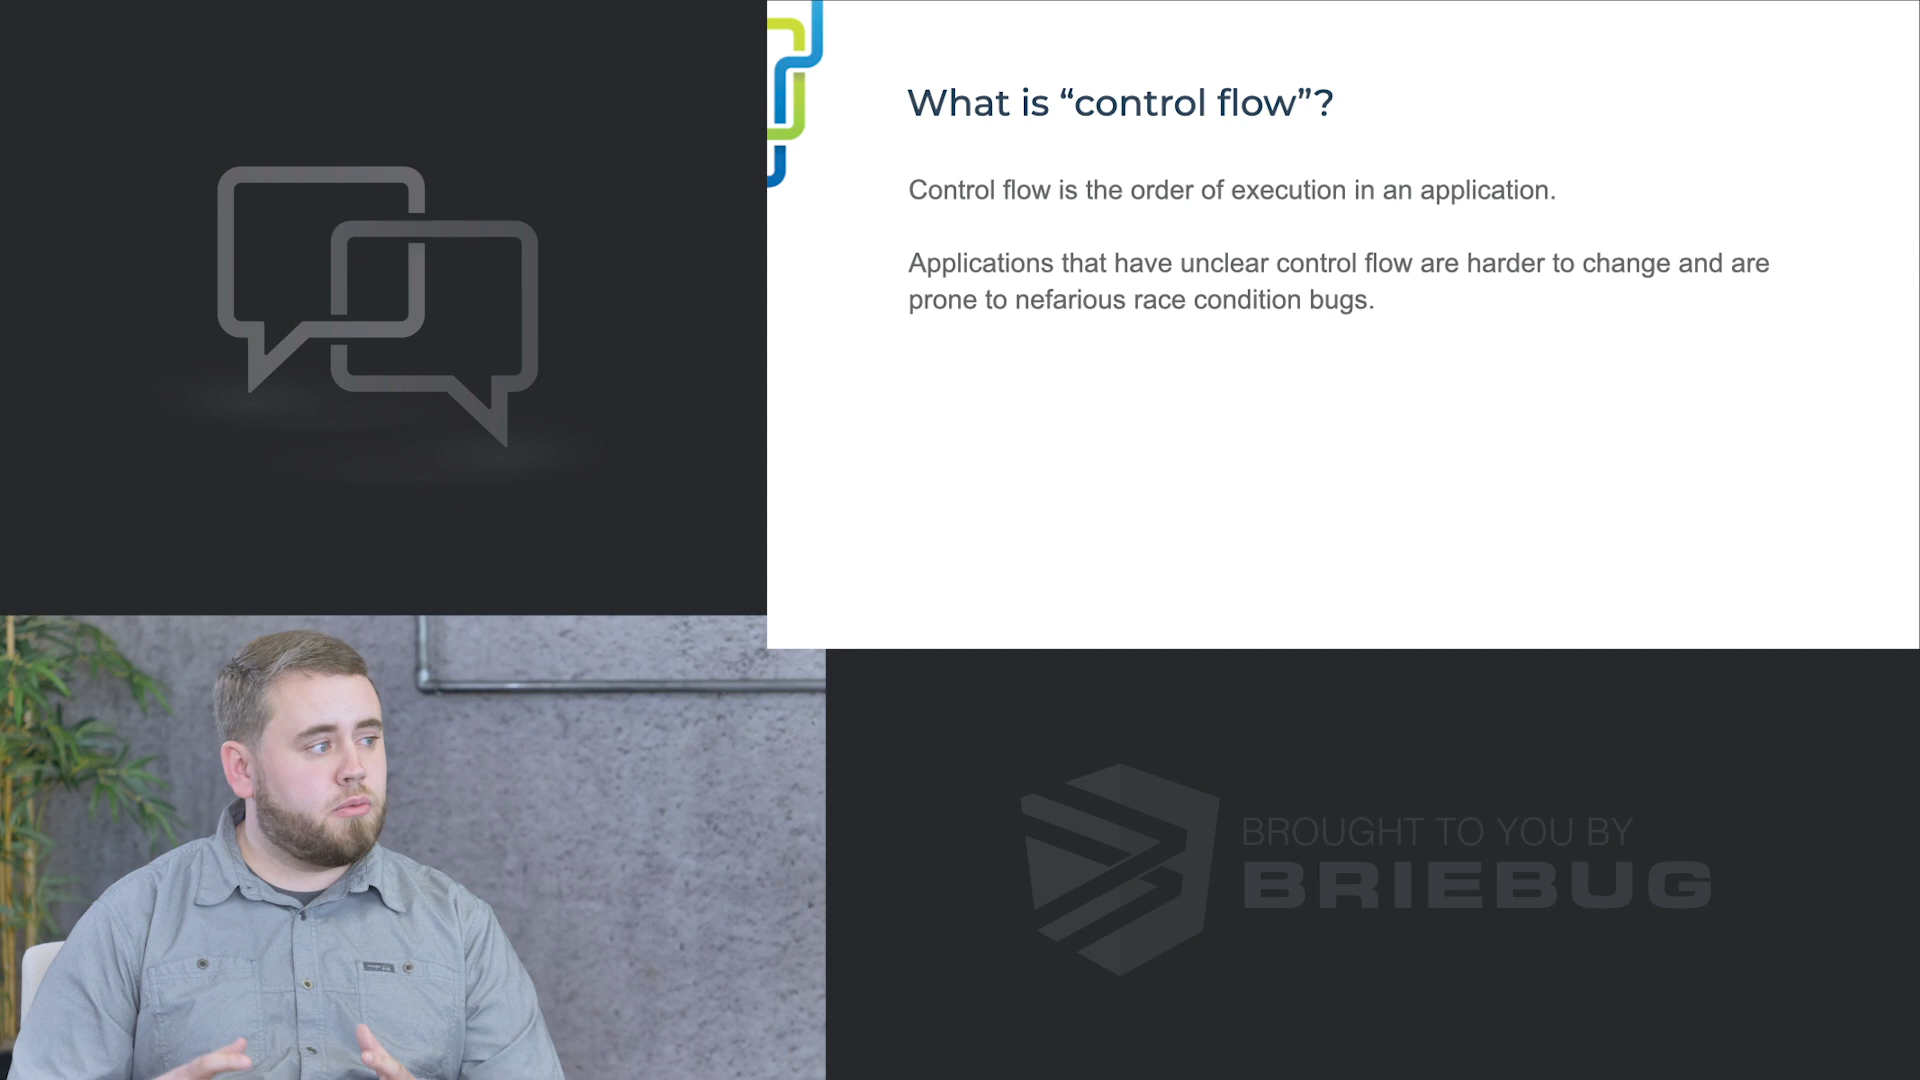 What is “control flow”?
Control flow is the order of execution in an application.
Applications that have unclear control flow are harder to change and are
prone to nefarious race condition bugs.
BROUGHT TO YOU BY
BRIEBUG